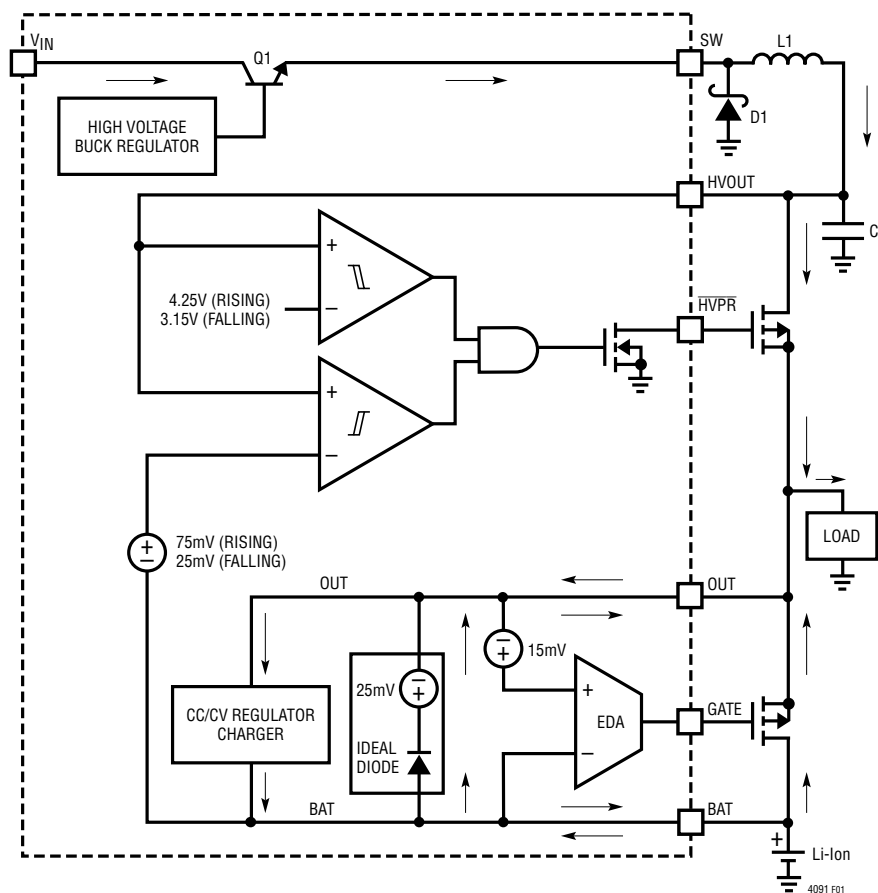 VIN
Q1
SW
L1
HIGH VOLTAGE
BUCK REGULATOR
D1
HVOUT
C
+
4.25V (RISING)
3.15V (FALLING)
–
HVPR
+
–
+
–
75mV (RISING)
25mV (FALLING)
LOAD
OUT
OUT
–
+
15mV
CC/CV REGULATOR
CHARGER
–
+
25mV
IDEAL
DIODE
+
EDA
–
GATE
BAT
BAT
+
Li-Ion
4091 F01